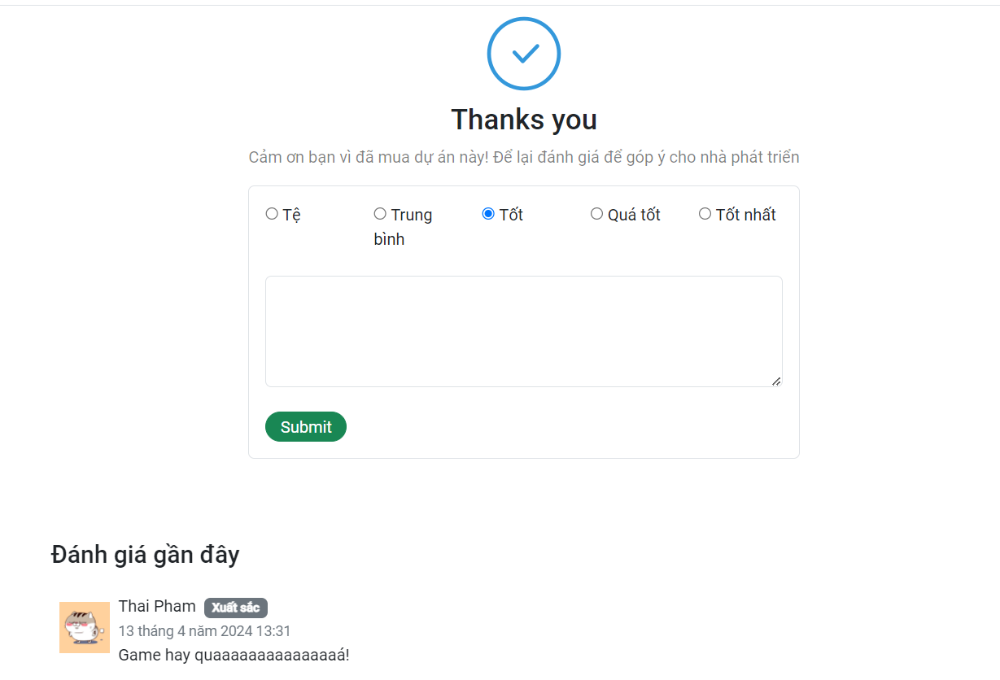 Thanks you
Cảm ơn bạn vì đã mua dự án này! Để lại đánh giá để góp ý cho nhà phát triển
Tệ Trung Tốt Quá tốt Tốt nhất
bình
Submit
Đánh giá gần đây
Thai Pham Xuất sắc
13 tháng 4 năm 2024 13:31
Game hay quaaaaaaaaaaaaaaaá!